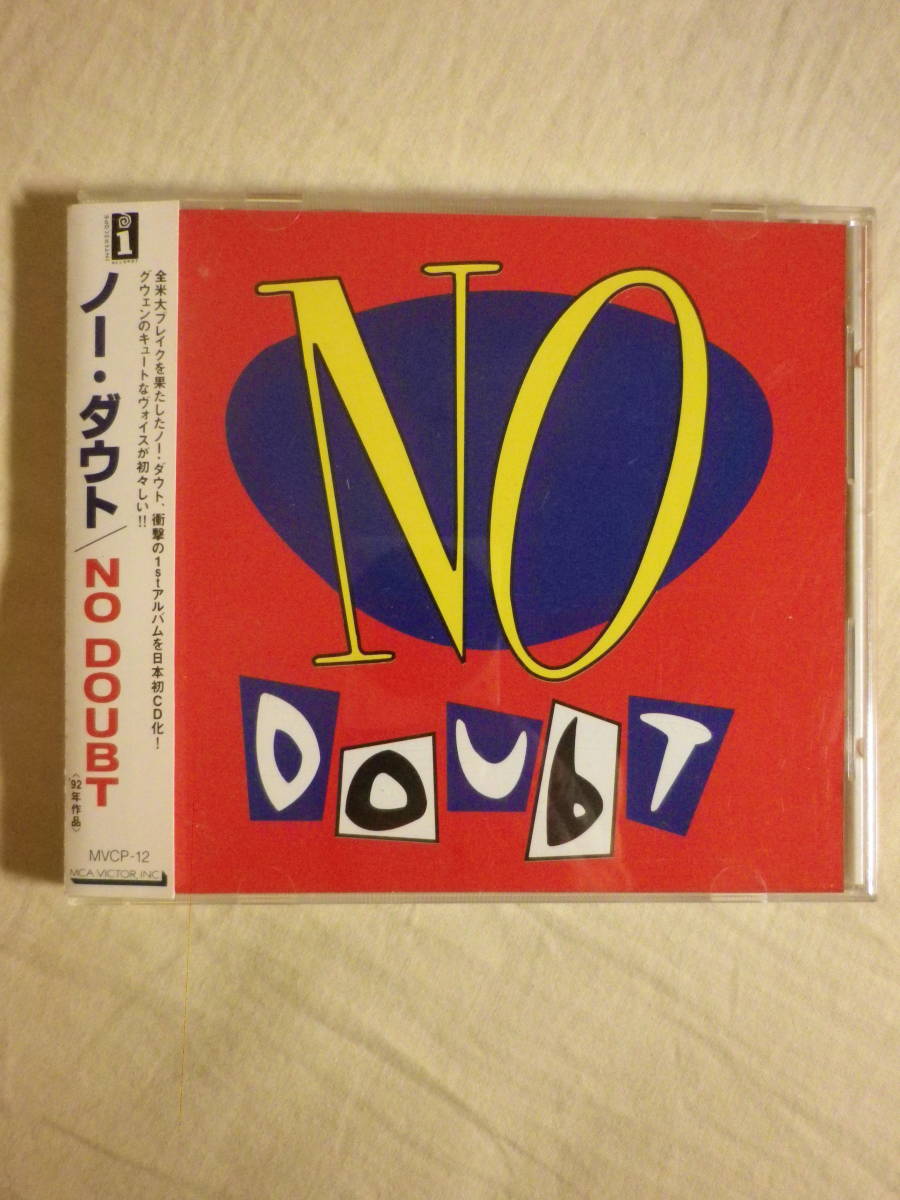 ノー・ダウト/NO DOUBT
〈'92年作品〉
MVCP-12
MCA VICTOR, INC.
全米大ブレイクを果たしたノー・ダウト、衝撃の1stアルバムを日本初CD化!
グウェンのキュートなヴォイスが初々しい!!
NO
DOUbT